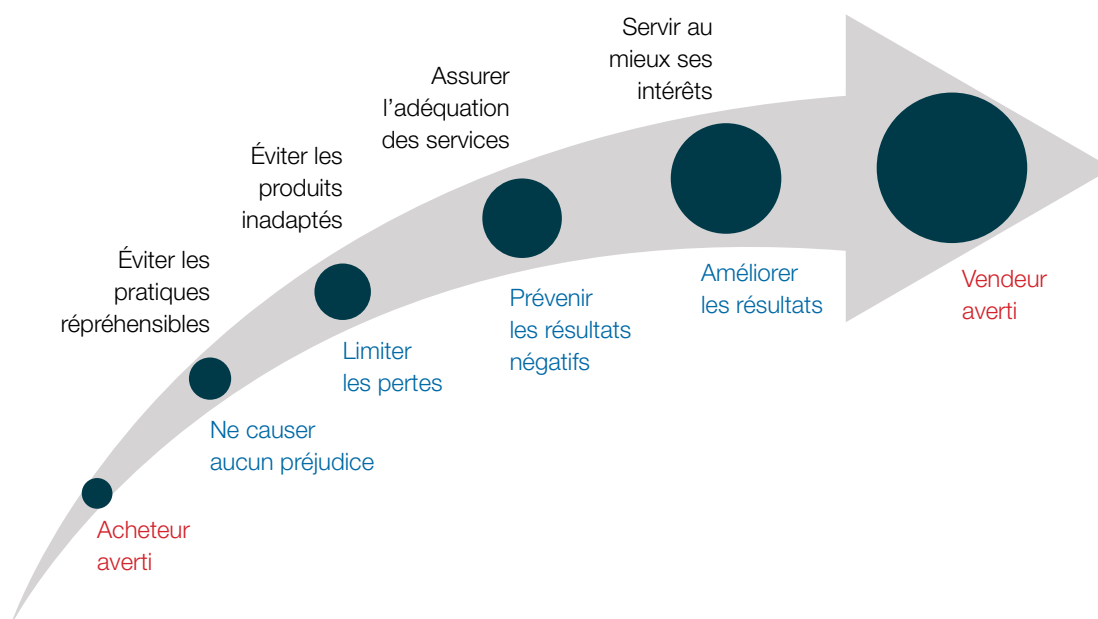 Servir au
mieux ses
intérêts
Assurer
l'adéquation
des services
Éviter les
produits
inadaptés
Éviter les
pratiques
répréhensibles
Améliorer
les résultats
Vendeur
averti
Prévenir
les résultats
négatifs
Limiter
les pertes
Ne causer
aucun préjudice
Acheteur
averti